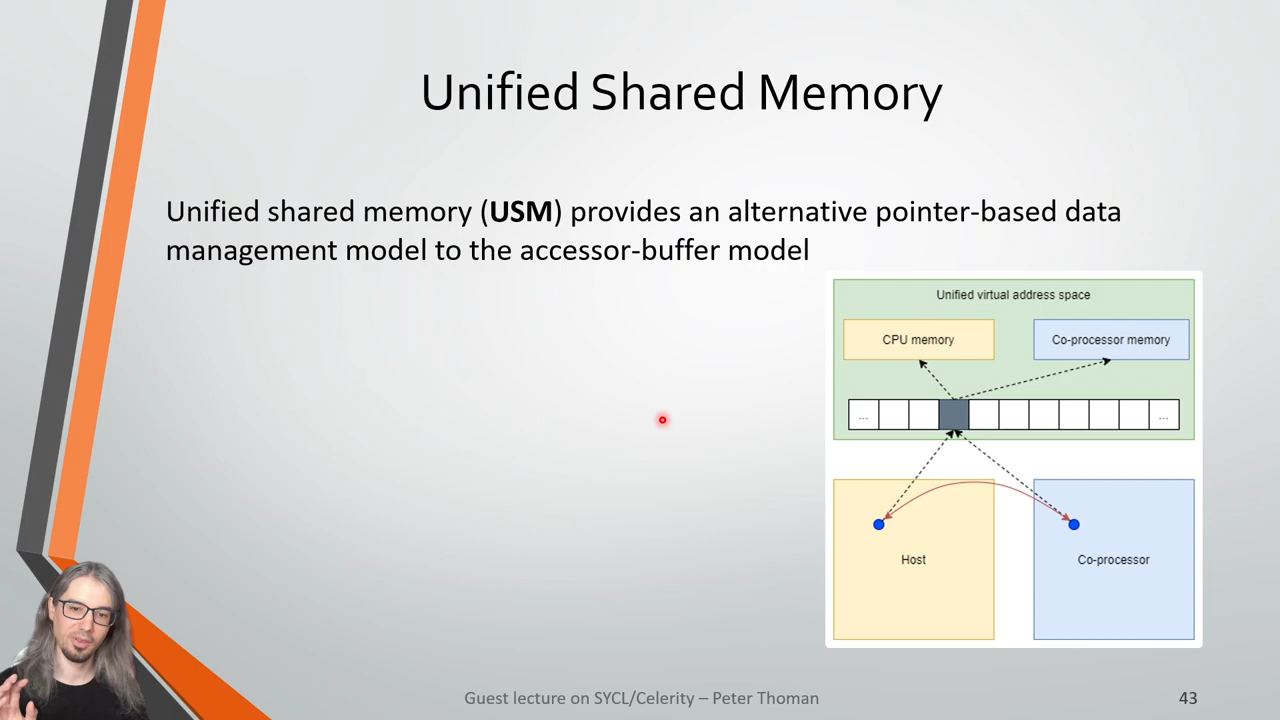 Unified Shared Memory
Unified shared memory (USM) provides an alternative pointer-based data
management model to the accessor-buffer model
Unified virtual address space
CPU memory
Co-processor memory
...
...
Host
Co-processor
Guest lecture on SYCL/Celerity – Peter Thoman
43